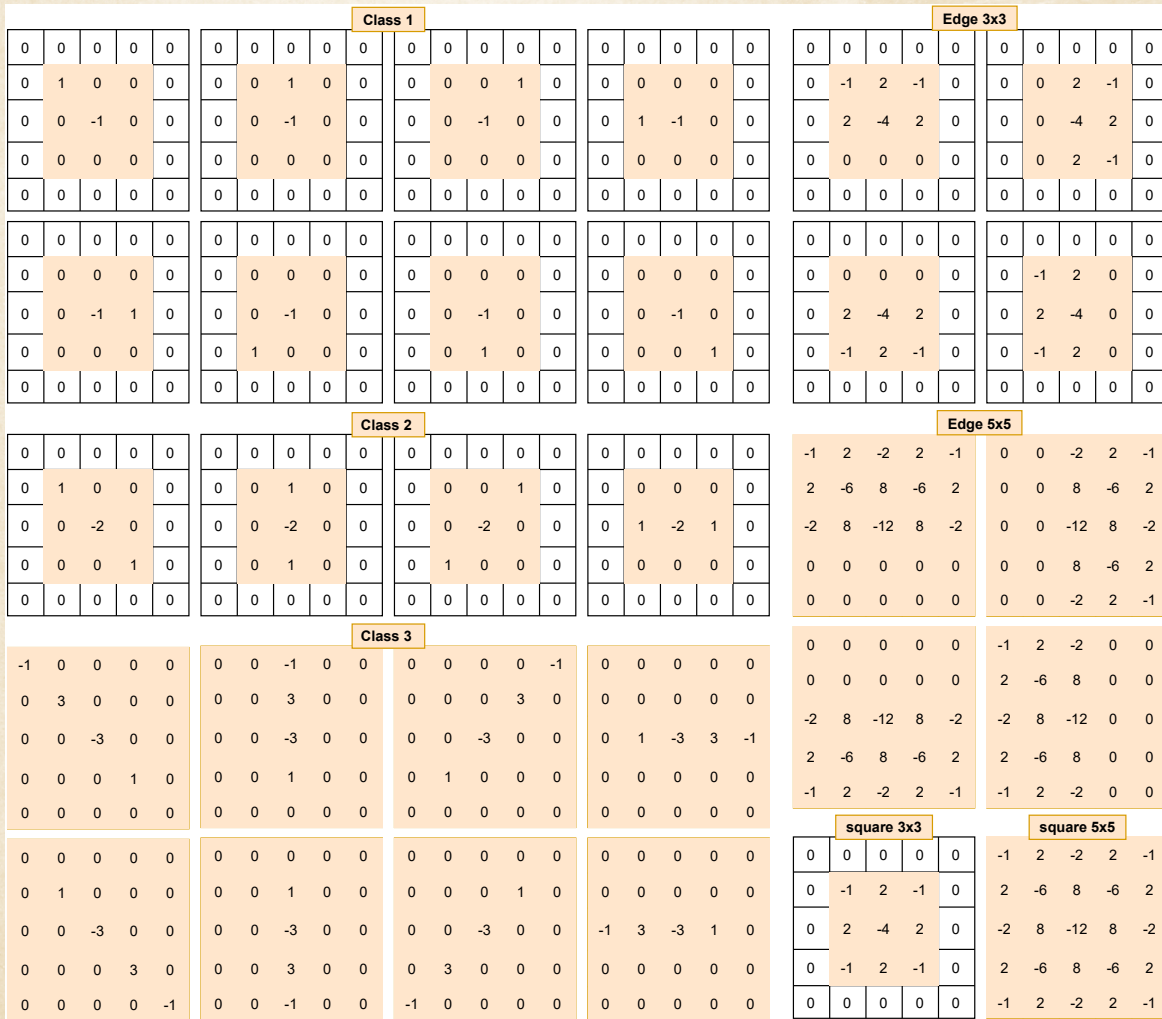 Class 1
Edge 3x3
0 0 0 0 0 0 0 0 0 0 0 0 0 0 0 0 0 0 0 0 0 0 0 0 0 0 0 0 0 0
0 1 0 0 0 0 0 1 0 0 0 0 0 1 0 0 0 0 0 0 0 -1 2 -1 0 0 0 2 -1 0
0 0 -1 0 0 0 0 -1 0 0 0 0 -1 0 0 0 1 -1 0 0 0 2 -4 2 0 0 0 -4 2 0
0 0 0 0 0 0 0 0 0 0 0 0 0 0 0 0 0 0 0 0 0 0 0 0 0 0 0 2 -1 0
0 0 0 0 0 0 0 0 0 0 0 0 0 0 0 0 0 0 0 0 0 0 0 0 0 0 0 0 0 0
0 0 0 0 0 0 0 0 0 0 0 0 0 0 0 0 0 0 0 0 0 0 0 0 0 0 0 0 0 0
0 0 0 0 0 0 0 0 0 0 0 0 0 0 0 0 0 0 0 0 0 0 0 0 0 0 -1 2 0 0
0 0 -1 1 0 0 0 -1 0 0 0 0 -1 0 0 0 0 -1 0 0 0 2 -4 2 0 0 2 -4 0 0
0 0 0 0 0 0 1 0 0 0 0 0 1 0 0 0 0 0 1 0 0 -1 2 -1 0 0 -1 2 0 0
0 0 0 0 0 0 0 0 0 0 0 0 0 0 0 0 0 0 0 0 0 0 0 0 0 0 0 0 0 0
Class 2
Edge 5x5
0 0 0 0 0 0 0 0 0 0 0 0 0 0 0 0 0 0 0 0 -1 2 -2 2 -1 0 0 -2 2 -1
0 1 0 0 0 0 0 1 0 0 0 0 0 1 0 0 0 0 0 0 2 -6 8 -6 2 0 0 8 -6 2
0 0 -2 0 0 0 0 -2 0 0 0 0 -2 0 0 0 1 -2 1 0 -2 8 -12 8 -2 0 0 -12 8 -2
0 0 0 1 0 0 0 1 0 0 0 1 0 0 0 0 0 0 0 0 0 0 0 0 0 0 0 8 -6 2
0 0 0 0 0 0 0 0 0 0 0 0 0 0 0 0 0 0 0 0 0 0 0 0 0 0 0 -2 2 -1
Class 3
-1 0 0 0 0 0 0 -1 0 0 0 0 0 0 -1 0 0 0 0 0 0 0 0 0 0 -1 2 -2 0 0
0 3 0 0 0 0 0 3 0 0 0 0 0 3 0 0 0 0 0 0 0 0 0 0 0 2 -6 8 0 0
0 0 -3 0 0 0 0 -3 0 0 0 0 -3 0 0 0 1 -3 3 -1 -2 8 -12 8 -2 -2 8 -12 0 0
0 0 0 1 0 0 0 1 0 0 0 1 0 0 0 0 0 0 0 0 2 -6 8 -6 2 2 -6 8 0 0
0 0 0 0 0 0 0 0 0 0 0 0 0 0 0 0 0 0 0 0 -1 2 -2 2 -1 -1 2 -2 0 0
square 3x3
square 5x5
0 0 0 0 0 0 0 0 0 0 0 0 0 0 0 0 0 0 0 0 0 0 0 0 0 -1 2 -2 2 -1
0 1 0 0 0 0 0 1 0 0 0 0 0 1 0 0 0 0 0 0 0 -1 2 -1 0 2 -6 8 -6 2
0 0 -3 0 0 0 0 -3 0 0 0 0 -3 0 0 -1 3 -3 1 0 0 2 -4 2 0 -2 8 -12 8 -2
0 0 0 3 0 0 0 3 0 0 0 3 0 0 0 0 0 0 0 0 0 -1 2 -1 0 2 -6 8 -6 2
0 0 0 0 -1 0 0 -1 0 0 -1 0 0 0 0 0 0 0 0 0 0 0 0 0 0 -1 2 -2 2 -1